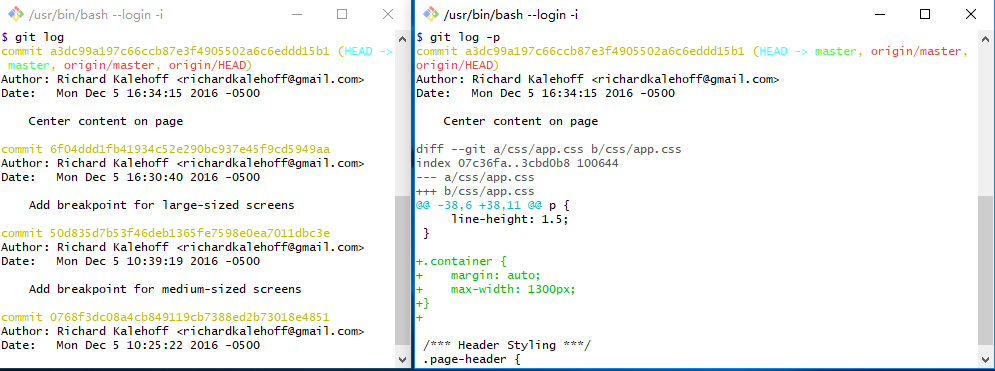 /usr/bin/bash --login -i
$ git log
commit a3dc99a197c66ccb87e3f4905502a6c6eddd15b1 (HEAD ->
master, origin/master, origin/HEAD)
Author: Richard Kalehoff <richardkalehoff@gmail.com>
Date:   Mon Dec 5 16:34:15 2016 -0500
Center content on page
commit 6f04ddd1fb41934c52e290bc937e45f9cd5949aa
Author: Richard Kalehoff <richardkalehoff@gmail.com>
Date:   Mon Dec 5 16:30:40 2016 -0500
Add breakpoint for large-sized screens
commit 50d835d7b53f46deb1365fe7598e0ea7011dbc3e
Author: Richard Kalehoff <richardkalehoff@gmail.com>
Date:   Mon Dec 5 10:39:19 2016 -0500
Add breakpoint for medium-sized screens
commit 0768f3dc08a4cb849119cb7388ed2b73018e4851
Author: Richard Kalehoff <richardkalehoff@gmail.com>
Date:   Mon Dec 5 10:25:22 2016 -0500
/usr/bin/bash --login -i
$ git log -p
commit a3dc99a197c66ccb87e3f4905502a6c6eddd15b1 (HEAD -> master, origin/master,
origin/HEAD)
Author: Richard Kalehoff <richardkalehoff@gmail.com>
Date:   Mon Dec 5 16:34:15 2016 -0500
Center content on page
diff --git a/css/app.css b/css/app.css
index 07c36fa..3cbd0b8 100644
--- a/css/app.css
+++ b/css/app.css
@@ -38,6 +38,11 @@ p {
line-height: 1.5;
}
+.container {
+    margin: auto;
+    max-width: 1300px;
+}
+
/*** Header Styling ***/
.page-header {